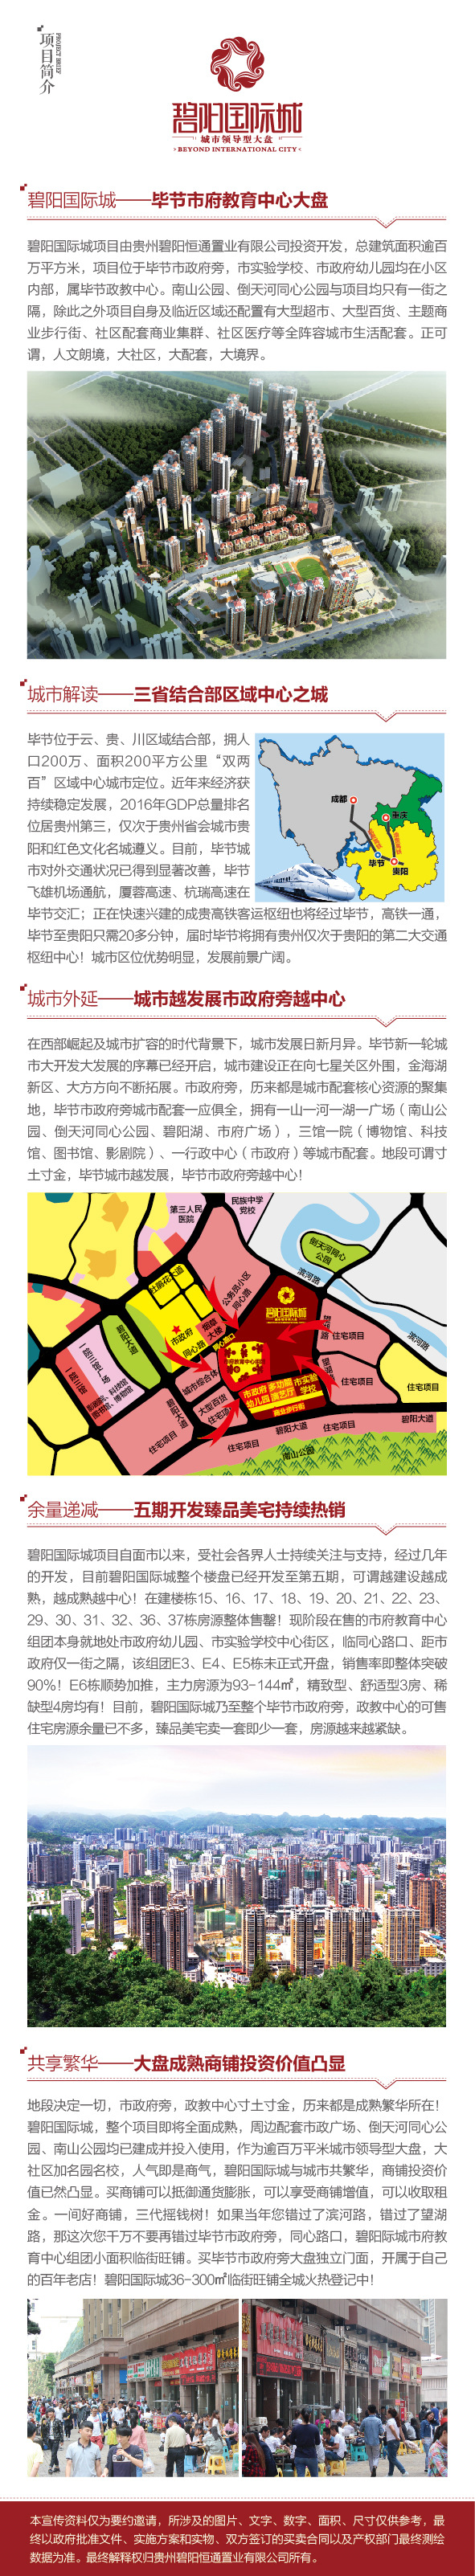 项目简介
PROJECT BRIEF
碧阳国际城
城市领导型大盘
·BEYOND INTERNATIONAL CITY·
碧阳国际城——毕节市府教育中心大盘
碧阳国际城项目由贵州碧阳恒通置业有限公司投资开发，总建筑面积逾百
万平方米，项目位于毕节市政府旁，市实验学校、市政府幼儿园均在小区
内部，属毕节政教中心。南山公园、倒天河同心公园与项目均只有一街之
隔，除此之外项目自身及临近区域还配置有大型超市、大型百货、主题商
业步行街、社区配套商业集群、社区医疗等全阵容城市生活配套。正可
谓，人文朗境，大社区，大配套，大境界。
城市解读——三省结合部区域中心之城
毕节位于云、贵、川区域结合部，拥人
口200万、面积200平方公里“双两
百”区域中心城市定位。近年来经济获
持续稳定发展，2016年GDP总量排名
位居贵州第三，仅次于贵州省会城市贵
阳和红色文化名城遵义。目前，毕节城
市对外交通状况已得到显著改善，毕节
飞雄机场通航，厦蓉高速、杭瑞高速在
毕节交汇；正在快速兴建的成贵高铁客运枢纽也将经过毕节，高铁一通，
毕节至贵阳只需20多分钟，届时毕节将拥有贵州仅次于贵阳的第二大交通
枢纽中心！城市区位优势明显，发展前景广阔。
成都
重庆
毕节
贵阳
城市外延——城市越发展市政府旁越中心
在西部崛起及城市扩容的时代背景下，城市发展日新月异。毕节新一轮城
市大开发大发展的序幕已经开启，城市建设正在向七星关区外围，金海湖
新区、大方方向不断拓展。市政府旁，历来都是城市配套核心资源的聚集
地，毕节市政府旁城市配套一应俱全，拥有一山一河一湖一广场（南山公
园、倒天河同心公园、碧阳湖、市府广场），三馆一院（博物馆、科技
馆、图书馆、影剧院）、一行政中心（市政府）等城市配套。地段可谓寸
土寸金，毕节城市越发展，毕节市政府旁越中心！
第三人民
医院
民族中学
党校
倒天河同心
公园
滨河路
滨河路
杜鹃花大道
公务员小区
同心路
碧阳国际城
烟草
大楼
市政府
同心路
碧阳大道
城市综合体
市府教育中心组团
住宅项目
住宅项目
住宅项目
市政府
幼儿园
多功能
演艺厅
市实验
学校
商业步行街
大型百货
住宅项目
碧阳大道
住宅项目
住宅项目
碧阳大道
住宅项目
碧阳大道
南山公园
余量递减——五期开发臻品美宅持续热销
碧阳国际城项目自面市以来，受社会各界人士持续关注与支持，经过几年
的开发，目前碧阳国际城整个楼盘已经开发至第五期，可谓越建设越成
熟，越成熟越中心！在建楼栋15、16、17、18、19、20、21、22、23、
29、30、31、32、36、37栋房源整体售罄！现阶段在售的市府教育中心
组团本身就地处市政府幼儿园、市实验学校中心街区，临同心路口、距市
政府仅一街之隔，该组团E3、E4、E5栋未正式开盘，销售率即整体突破
90%！E6栋顺势加推，主力房源为93-144㎡，精致型、舒适型3房、稀
缺型4房均有！目前，碧阳国际城乃至整个毕节市政府旁，政教中心的可售
住宅房源余量已不多，臻品美宅卖一套即少一套，房源越来越紧缺。
共享繁华——大盘成熟商铺投资价值凸显
地段决定一切，市政府旁，政教中心寸土寸金，历来都是成熟繁华所在！
碧阳国际城，整个项目即将全面成熟，周边配套市政广场、倒天河同心公
园、南山公园均已建成并投入使用，作为逾百万平米城市领导型大盘，大
社区加名园名校，人气即是商气，碧阳国际城与城市共繁华，商铺投资价
值已然凸显。买商铺可以抵御通货膨胀，可以享受商铺增值，可以收取租
金。一间好商铺，三代摇钱树！如果当年您错过了滨河路，错过了望湖
路，那这次您千万不要再错过毕节市政府旁，同心路口，碧阳际城市府教
育中心组团小面积临街旺铺。买毕节市政府旁大盘独立门面，开属于自己
的百年老店！碧阳国际城36-300㎡临街旺铺全城火热登记中！
本宣传资料仅为要约邀请，所涉及的图片、文字、数字、面积、尺寸仅供参考，最
终以政府批准文件、实施方案和实物、双方签订的买卖合同以及产权部门最终测绘
数据为准。最终解释权归贵州碧阳恒通置业有限公司所有。